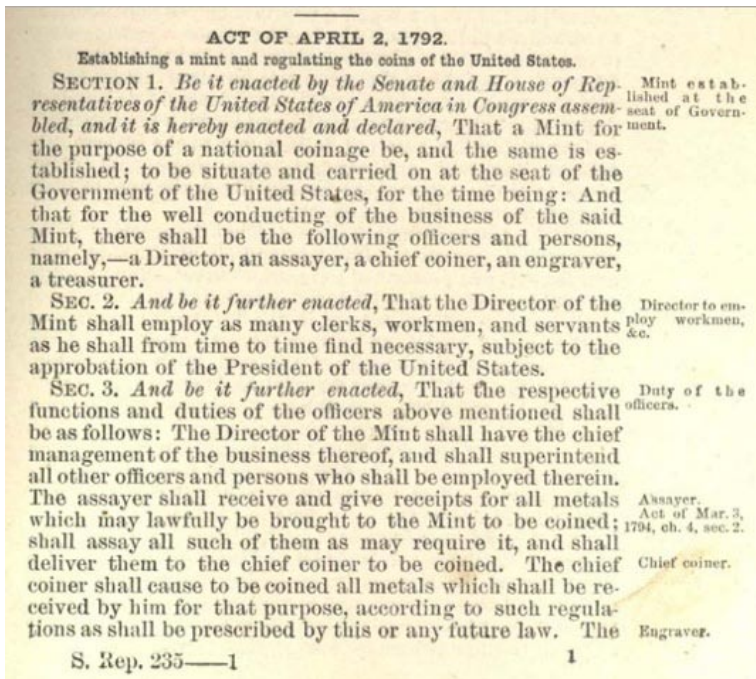 ACT OF APRIL 2, 1792.
Establishing a mint and regulating the coins of the United States.
SECTION 1. Be it enacted by the Senate and House of Rep-
resentatives of the United States of America in Congress assem-
bled, and it is hereby enacted and declared, That a Mint for
the purpose of a national coinage be, and the same is es-
tablished; to be situate and carried on at the seat of the
Government of the United States, for the time being: And
that for the well conducting of the business of the said
Mint, there shall be the following officers and persons,
namely,—a Director, an assayer, a chief coiner, an engraver,
a treasurer.
Mint estab-
lished at the
seat of Govern-
ment.
SEC. 2. And be it further enacted, That the Director of the
Mint shall employ as many clerks, workmen, and servants
as he shall from time to time find necessary, subject to the
approbation of the President of the United States.
Director to em-
ploy workmen,
&c.
SEC. 3. And be it further enacted, That the respective
functions and duties of the officers above mentioned shall
be as follows: The Director of the Mint shall have the chief
management of the business thereof, and shall superintend
all other officers and persons who shall be employed therein.
The assayer shall receive and give receipts for all metals
which may lawfully be brought to the Mint to be coined;
shall assay all such of them as may require it, and shall
deliver them to the chief coiner to be coined. The chief
coiner shall cause to be coined all metals which shall be re-
ceived by him for that purpose, according to such regula-
tions as shall be prescribed by this or any future law. The
Duty of the
officers.
Assayer.
Act of Mar. 3,
1794, ch. 4, sec. 2.
Chief coiner.
Engraver.
S. Rep. 235——1
1